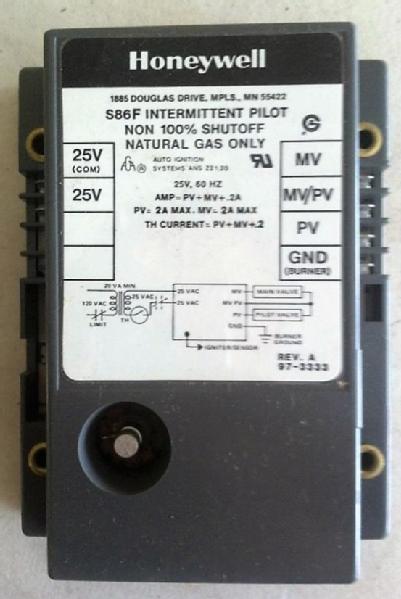 Honeywell
1885 DOUGLAS DRIVE, MPLS., MN 55422
S86F INTERMITTENT PILOT
NON 100% SHUTOFF
NATURAL GAS ONLY
25V
(COM)
25V
AUTO IGNITION
SYSTEMS ANS Z21.20
25V, 60 HZ
AMP= PV+MV+.2A
PV= .2A MAX. MV= .2A MAX
TH CURRENT= PV+MV+.2
MV
MV/PV
PV
GND
(BURNER)
20 VA MIN
120 VAC
25 VAC
LIMIT
TH
25 VAC
25 VAC
MV
MV PV
PV
GND
MAIN VALVE
PILOT VALVE
BURNER
GROUND
IGNITER/SENSOR
REV. A
97-3333